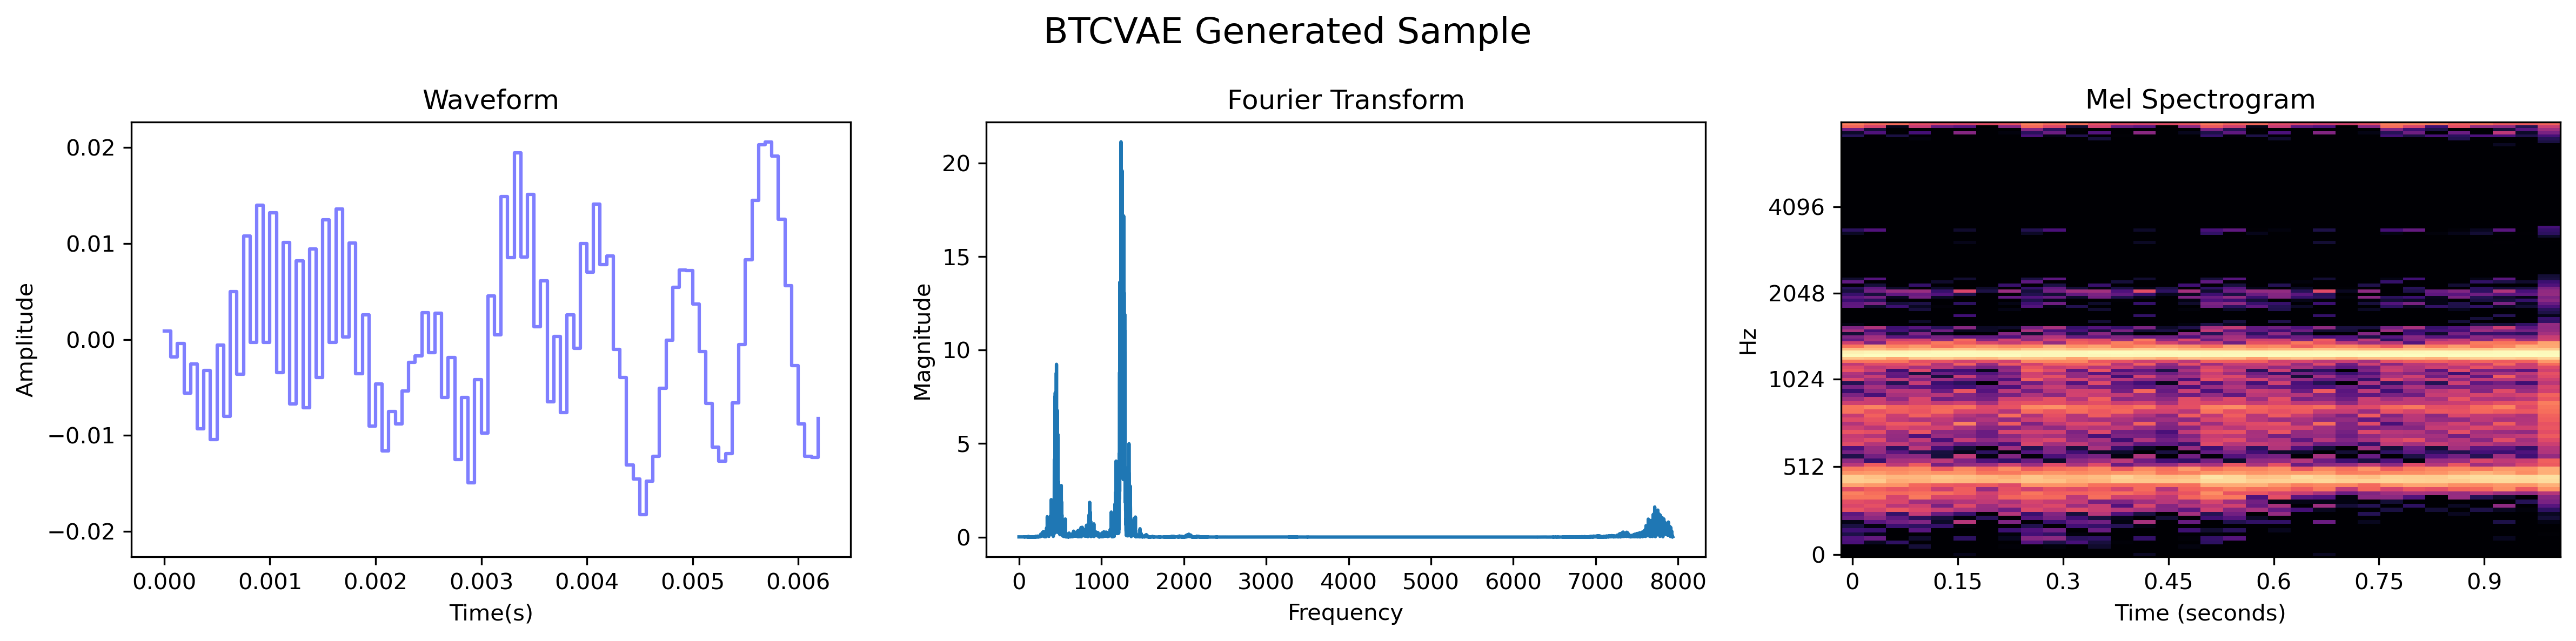 BTCVAE Generated Sample
Waveform
Amplitude
0.02
0.01
0.00
−0.01
−0.02
0.000 0.001 0.002 0.003 0.004 0.005 0.006
Time(s)
Fourier Transform
Magnitude
20
15
10
5
0
0 1000 2000 3000 4000 5000 6000 7000 8000
Frequency
Mel Spectrogram
Hz
4096
2048
1024
512
0
0 0.15 0.3 0.45 0.6 0.75 0.9
Time (seconds)